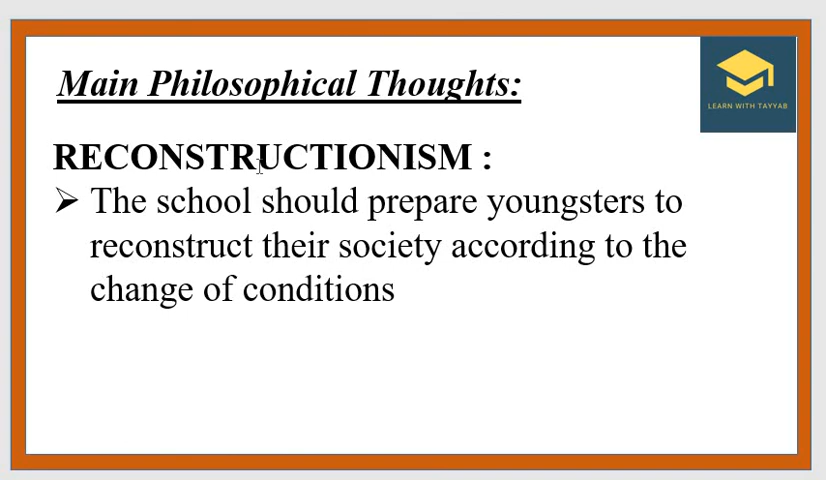 Main Philosophical Thoughts:
LEARN WITH TAYYAB
RECONSTRUCTIONISM :
➢ The school should prepare youngsters to
reconstruct their society according to the
change of conditions